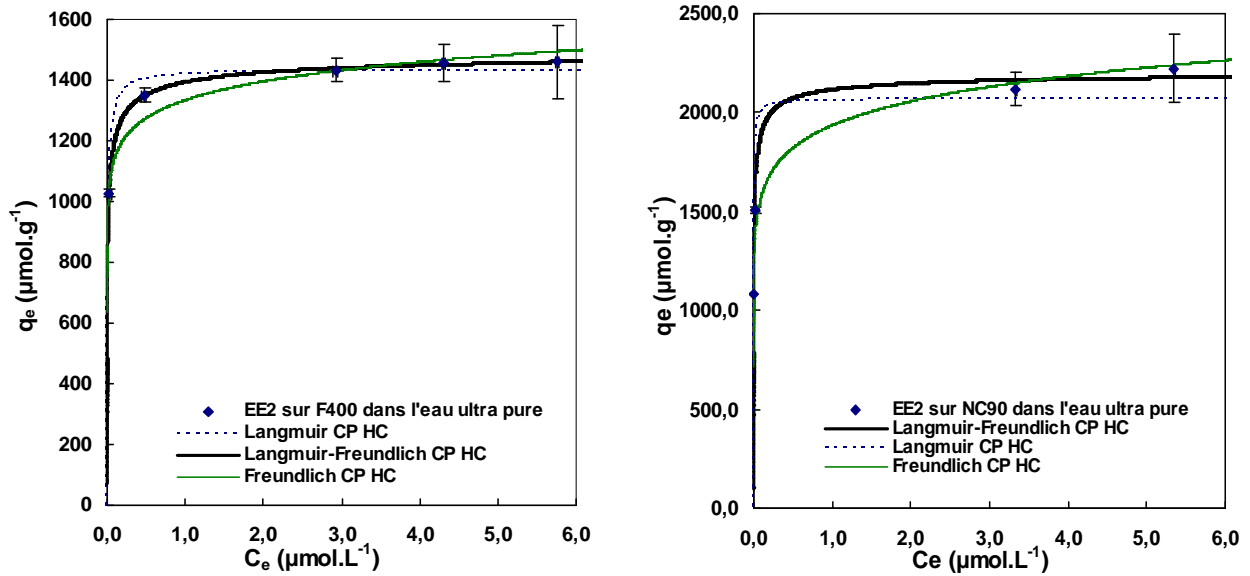 1600
1400
1200
1000
800
600
400
200
0
qe (µmol.g-1)
EE2 sur F400 dans l'eau ultra pure
Langmuir CP HC
Langmuir-Freundlich CP HC
Freundlich CP HC
0,0 1,0 2,0 3,0 4,0 5,0 6,0
Ce (µmol.L-1)
2500,0
2000,0
1500,0
1000,0
500,0
0,0
qe (µmol.g-1)
EE2 sur NC90 dans l'eau ultra pure
Langmuir-Freundlich CP HC
Langmuir CP HC
Freundlich CP HC
0,0 1,0 2,0 3,0 4,0 5,0 6,0
Ce (µmol.L-1)